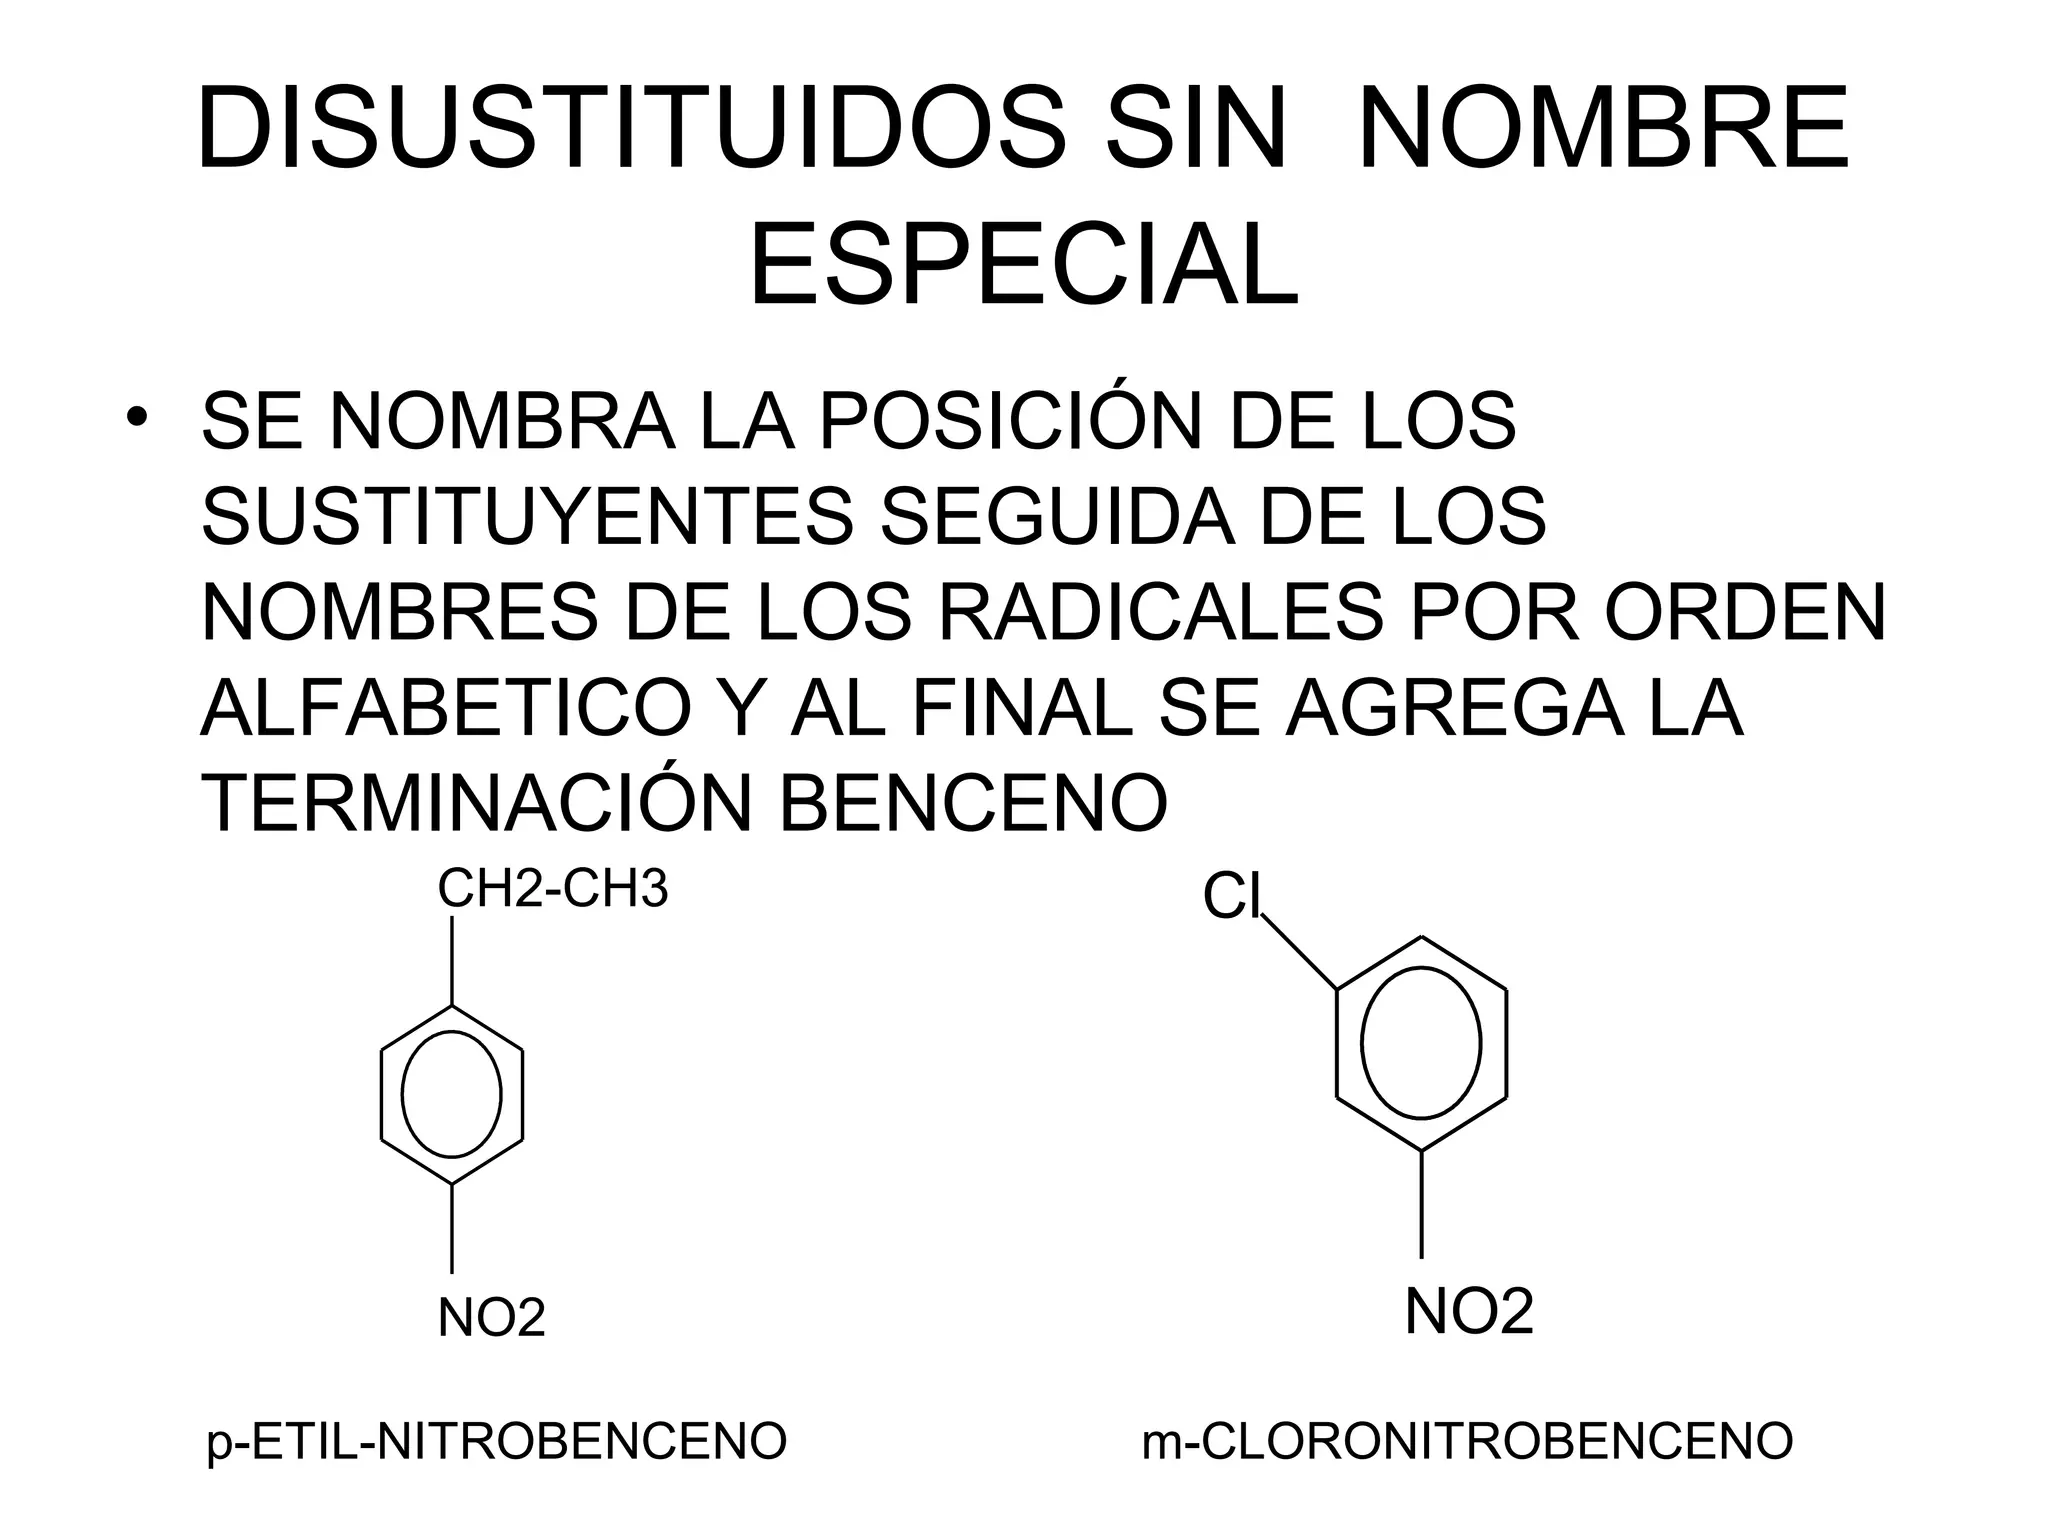 DISUSTITUIDOS SIN NOMBRE
ESPECIAL
• SE NOMBRA LA POSICIÓN DE LOS
SUSTITUYENTES SEGUIDA DE LOS
NOMBRES DE LOS RADICALES POR ORDEN
ALFABETICO Y AL FINAL SE AGREGA LA
TERMINACIÓN BENCENO
CH2-CH3
Cl
NO2
NO2
p-ETIL-NITROBENCENO
m-CLORONITROBENCENO